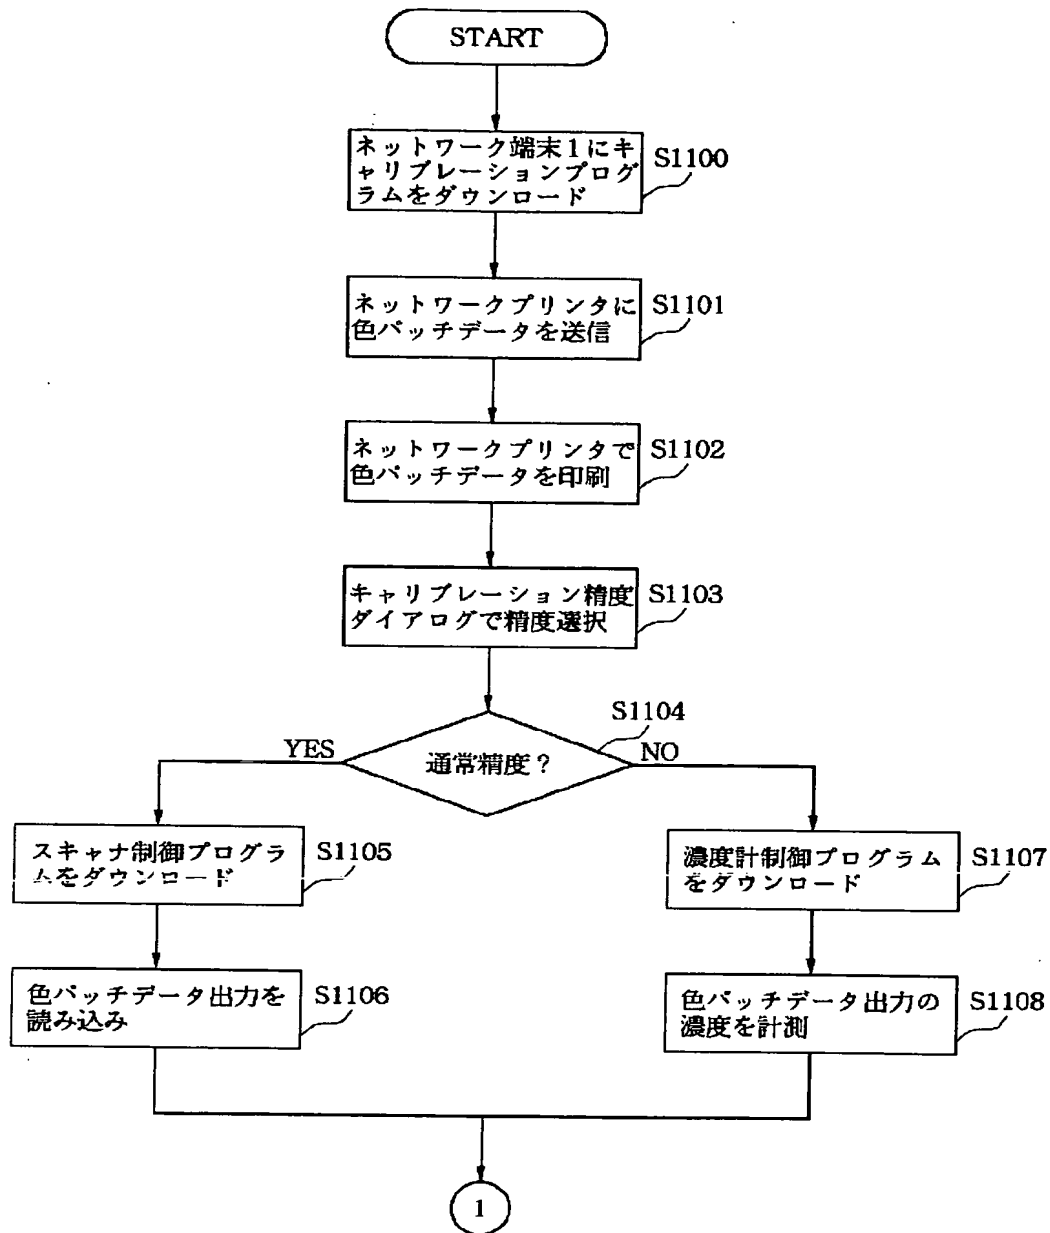 START
ネットワーク端末１にキ
ャリブレーションプログ
ラムをダウンロード
S1100
ネットワークプリンタに
色パッチデータを送信
S1101
ネットワークプリンタで
色パッチデータを印刷
S1102
キャリブレーション精度
ダイアログで精度選択
S1103
S1104
YES
通常精度？
NO
スキャナ制御プログラ
ムをダウンロード
S1105
濃度計制御プログラム
をダウンロード
S1107
色パッチデータ出力を
読み込み
S1106
色パッチデータ出力の
濃度を計測
S1108
1